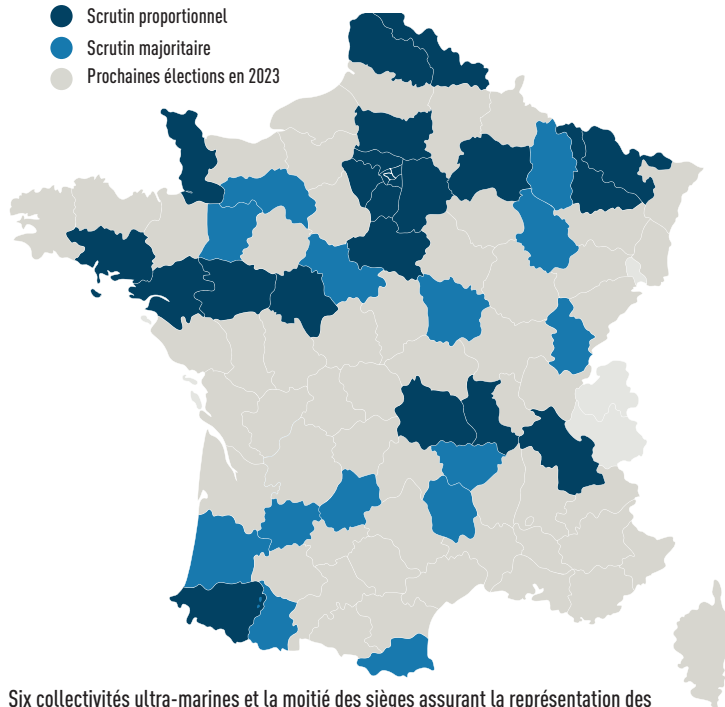 Scrutin proportionnel
Scrutin majoritaire
Prochaines élections en 2023
Six collectivités ultra-marines et la moitié des sièges assurant la représentation des